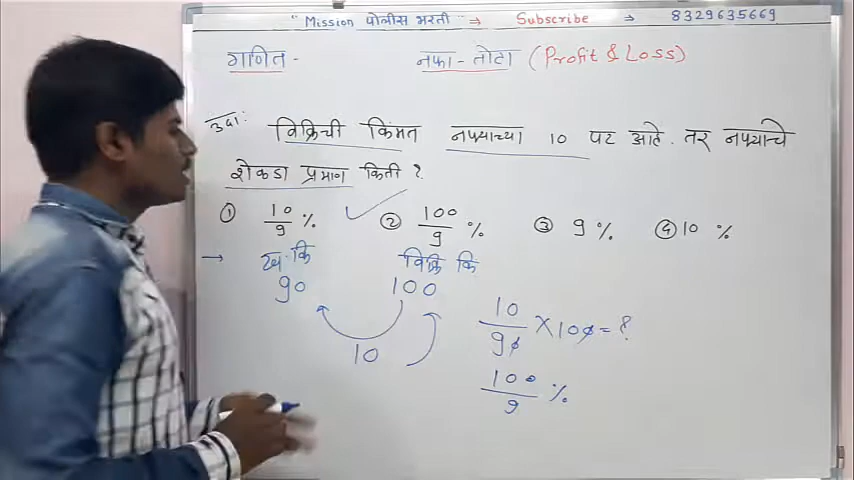 "Mission पोलीस भरती" ⇒ Subscribe ⇒ 8329635669
गणित - नफा - तोटा (Profit & Loss)
उदा: विक्रिची किंमत नफ्याच्या 10 पट आहे. तर नफ्याचे
शेकडा प्रमाण किती?
① 10/9 % ② 100/9 % ③ 9 % ④ 10 %
→ ख. कि विक्रि कि
90 100
10
10/90 × 100 = ?
100/9 %